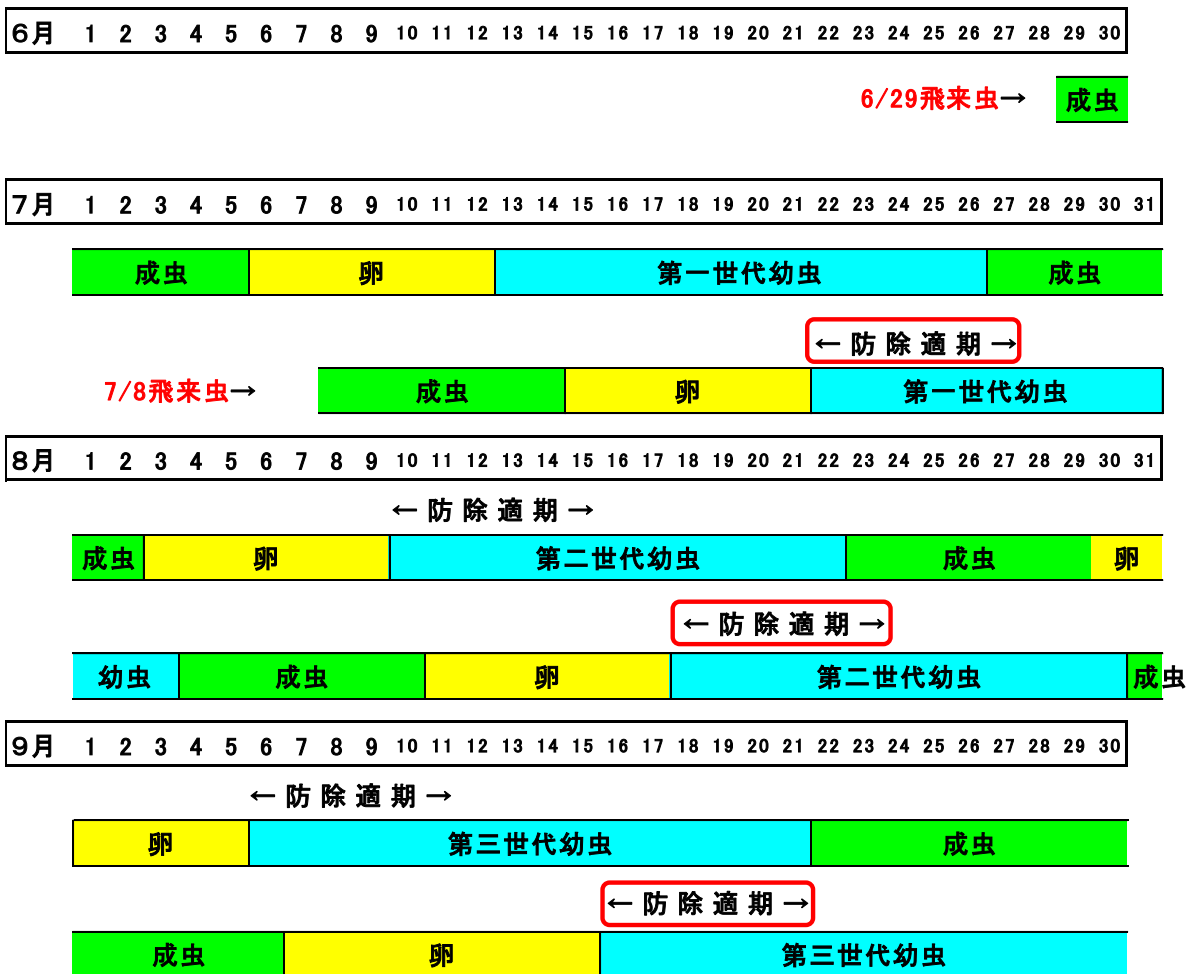 ６月 1 2 3 4 5 6 7 8 9 10 11 12 13 14 15 16 17 18 19 20 21 22 23 24 25 26 27 28 29 30
6/29飛来虫→ 成虫
７月 1 2 3 4 5 6 7 8 9 10 11 12 13 14 15 16 17 18 19 20 21 22 23 24 25 26 27 28 29 30 31
成虫 卵 第一世代幼虫 成虫
←防除適期→
7/8飛来虫→ 成虫 卵 第一世代幼虫
８月 1 2 3 4 5 6 7 8 9 10 11 12 13 14 15 16 17 18 19 20 21 22 23 24 25 26 27 28 29 30 31
←防除適期→
成虫 卵 第二世代幼虫 成虫 卵
←防除適期→
幼虫 成虫 卵 第二世代幼虫 成虫
９月 1 2 3 4 5 6 7 8 9 10 11 12 13 14 15 16 17 18 19 20 21 22 23 24 25 26 27 28 29 30
←防除適期→
卵 第三世代幼虫 成虫
←防除適期→
成虫 卵 第三世代幼虫